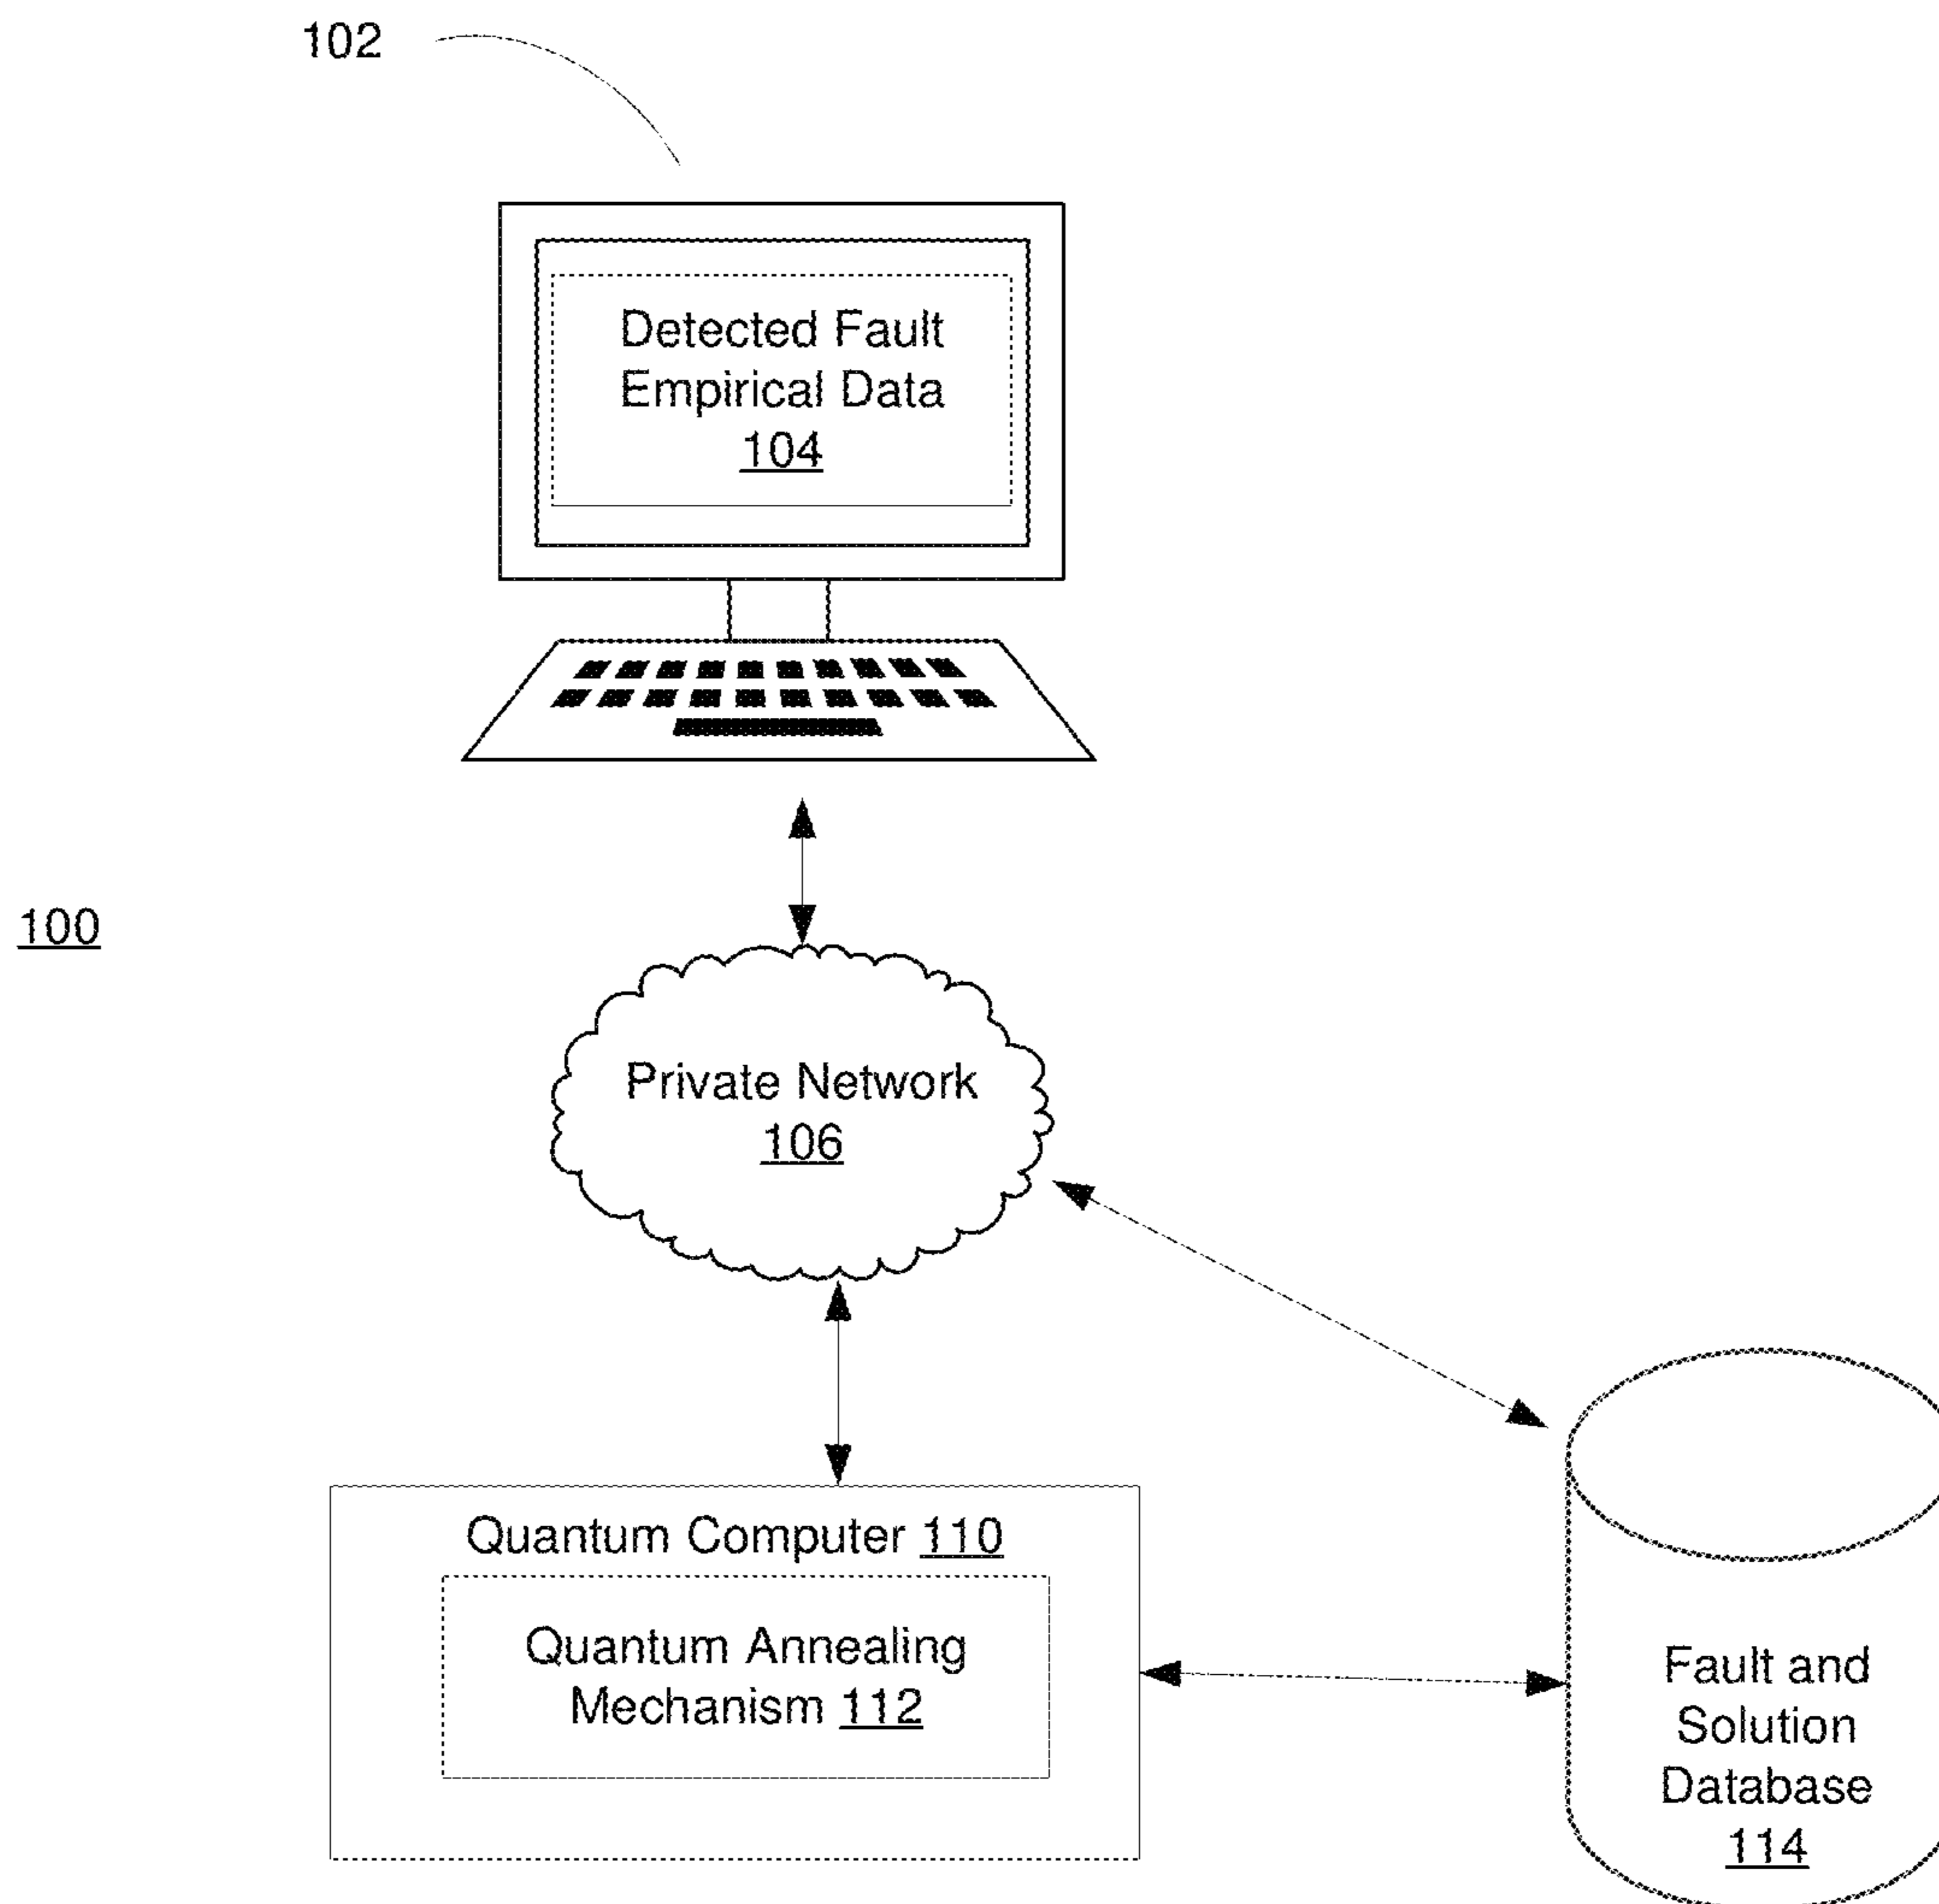 102
Detected Fault
Empirical Data
104
100
Private Network
106
Quantum Computer 110
Quantum Annealing
Mechanism 112
Fault and
Solution
Database
114